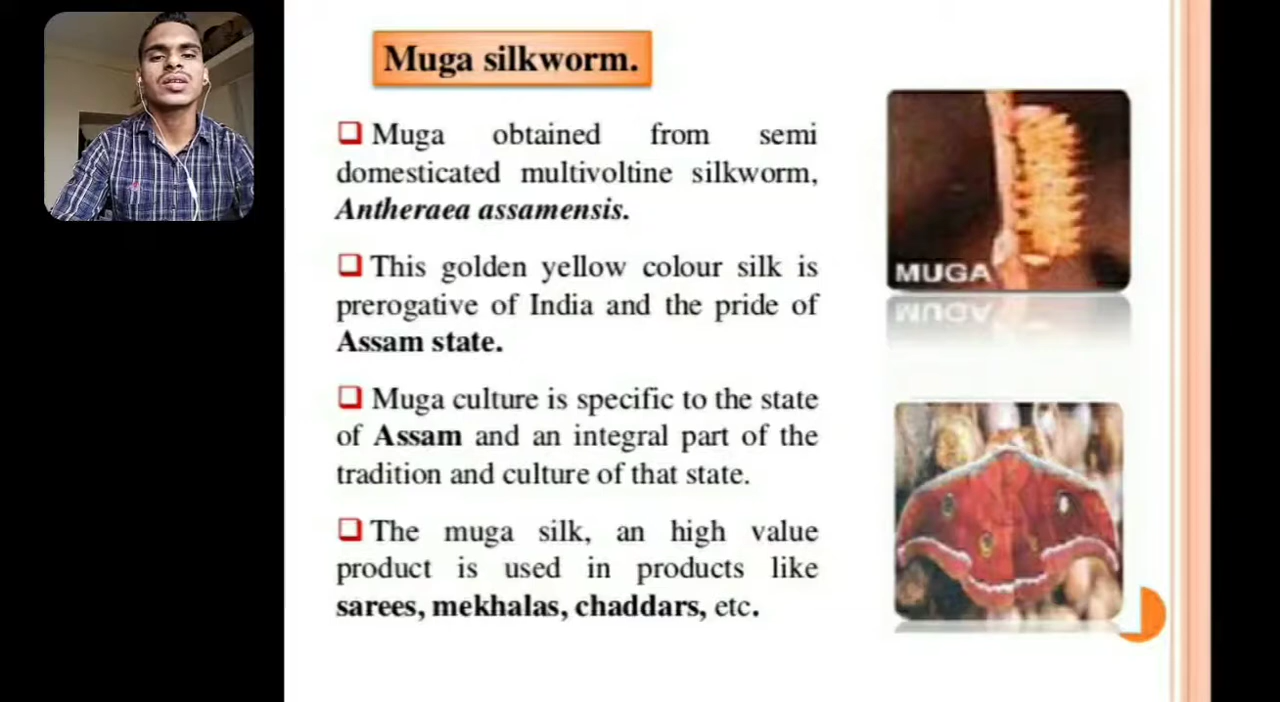 Muga silkworm.
Muga obtained from semi
domesticated multivoltine silkworm,
Antheraea assamensis.
This golden yellow colour silk is
prerogative of India and the pride of
Assam state.
Muga culture is specific to the state
of Assam and an integral part of the
tradition and culture of that state.
The muga silk, an high value
product is used in products like
sarees, mekhalas, chaddars, etc.
MUGA